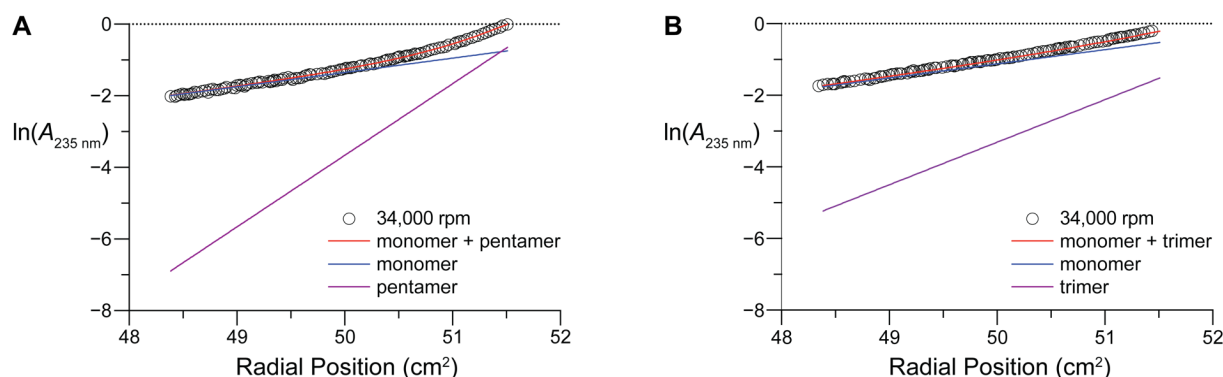 A
0
−2
ln(A235 nm)
−4
−6
−8
34,000 rpm
monomer + pentamer
monomer
pentamer
48
49
50
51
52
Radial Position (cm²)
B
0
−2
ln(A235 nm)
−4
−6
−8
34,000 rpm
monomer + trimer
monomer
trimer
48
49
50
51
52
Radial Position (cm²)